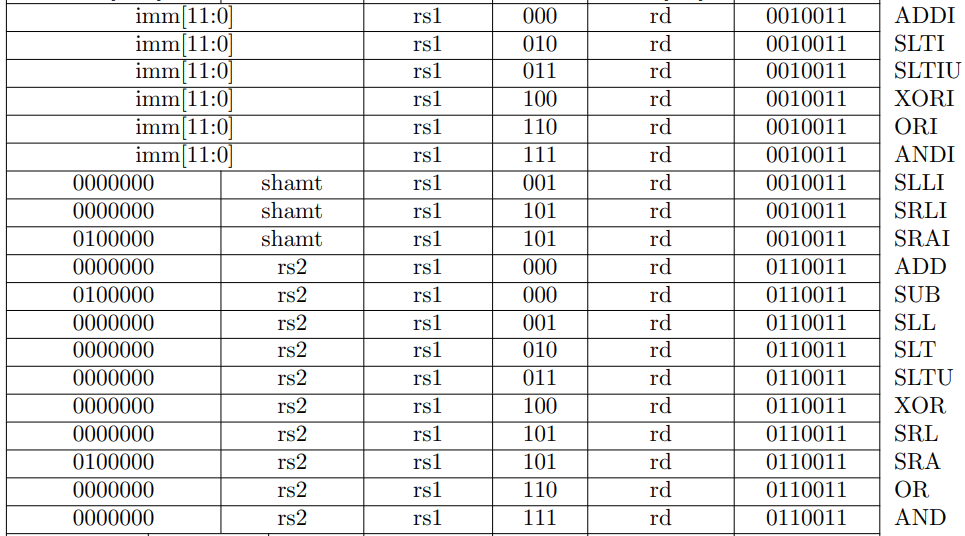 imm[11:0] rs1 000 rd 0010011 ADDI
imm[11:0] rs1 010 rd 0010011 SLTI
imm[11:0] rs1 011 rd 0010011 SLTIU
imm[11:0] rs1 100 rd 0010011 XORI
imm[11:0] rs1 110 rd 0010011 ORI
imm[11:0] rs1 111 rd 0010011 ANDI
0000000 shamt rs1 001 rd 0010011 SLLI
0000000 shamt rs1 101 rd 0010011 SRLI
0100000 shamt rs1 101 rd 0010011 SRAI
0000000 rs2 rs1 000 rd 0110011 ADD
0100000 rs2 rs1 000 rd 0110011 SUB
0000000 rs2 rs1 001 rd 0110011 SLL
0000000 rs2 rs1 010 rd 0110011 SLT
0000000 rs2 rs1 011 rd 0110011 SLTU
0000000 rs2 rs1 100 rd 0110011 XOR
0000000 rs2 rs1 101 rd 0110011 SRL
0100000 rs2 rs1 101 rd 0110011 SRA
0000000 rs2 rs1 110 rd 0110011 OR
0000000 rs2 rs1 111 rd 0110011 AND